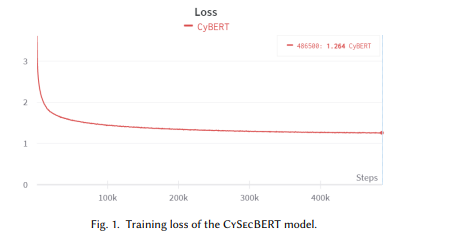 Loss
CyBERT
486500: 1.264 CyBERT
3
2
1
0
Steps
100k 200k 300k 400k
Fig. 1. Training loss of the CySecBERT model.